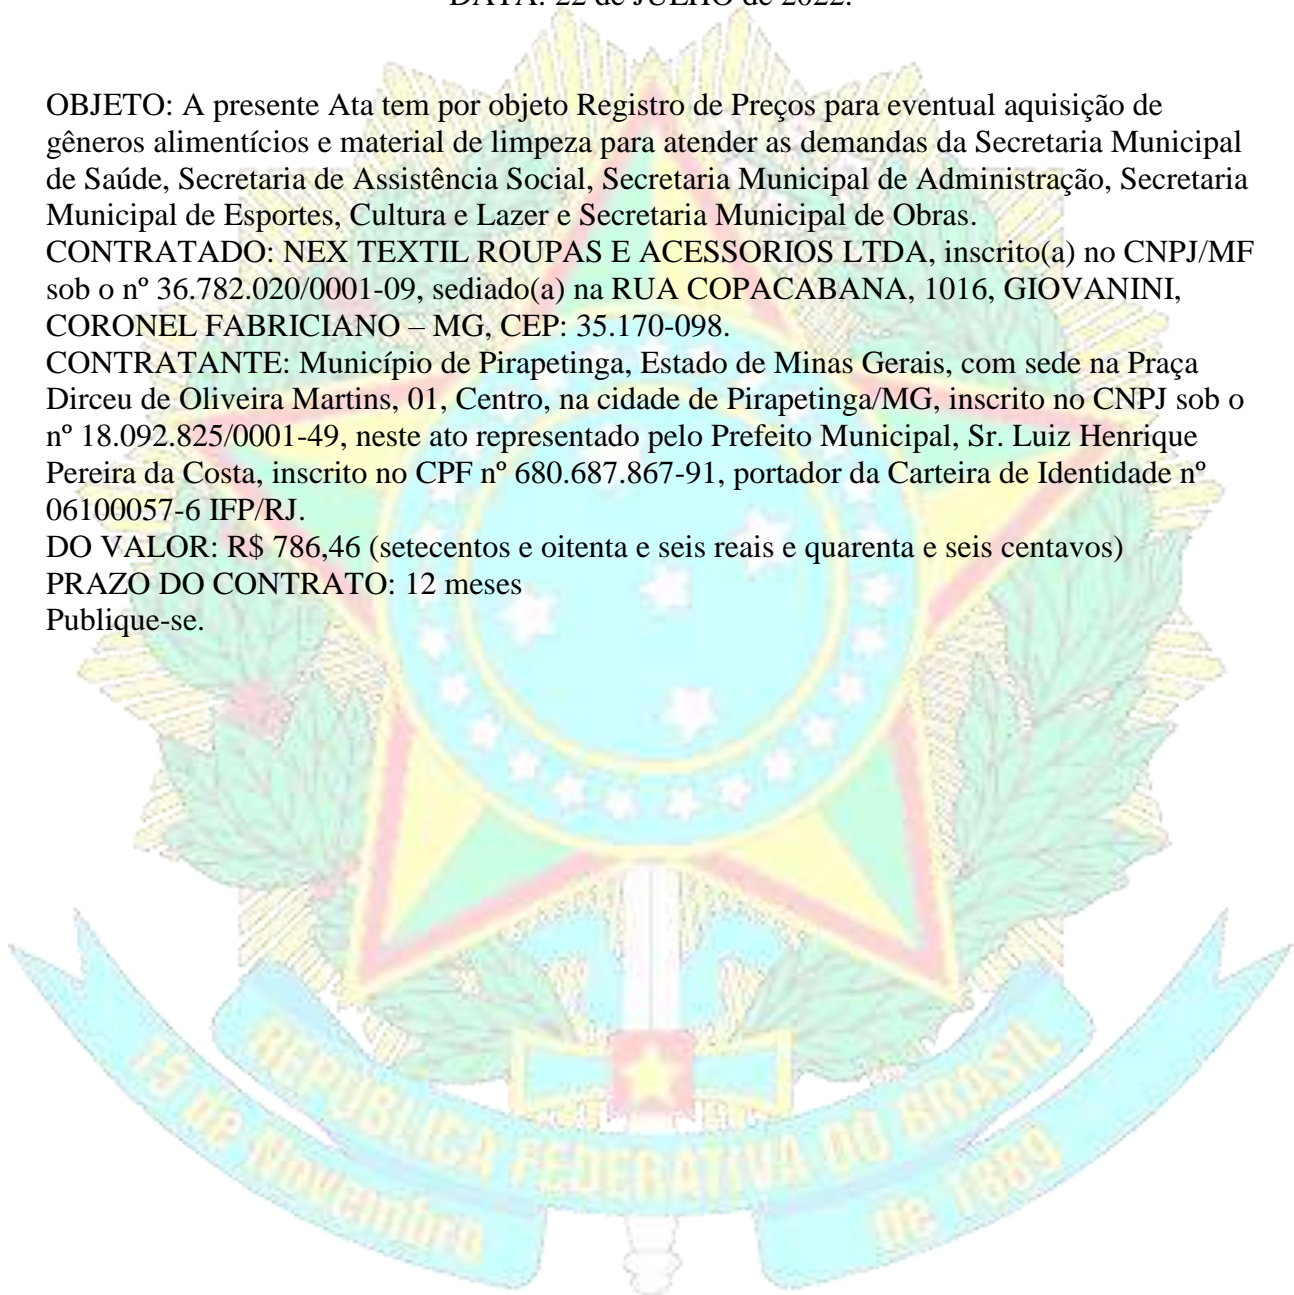 DATA: 22 de JULHO de 2022.
OBJETO: A presente Ata tem por objeto Registro de Preços para eventual aquisição de
gêneros alimentícios e material de limpeza para atender as demandas da Secretaria Municipal
de Saúde, Secretaria de Assistência Social, Secretaria Municipal de Administração, Secretaria
Municipal de Esportes, Cultura e Lazer e Secretaria Municipal de Obras.
CONTRATADO: NEX TEXTIL ROUPAS E ACESSORIOS LTDA, inscrito(a) no CNPJ/MF
sob o nº 36.782.020/0001-09, sediado(a) na RUA COPACABANA, 1016, GIOVANINI,
CORONEL FABRICIANO – MG, CEP: 35.170-098.
CONTRATANTE: Município de Pirapetinga, Estado de Minas Gerais, com sede na Praça
Dirceu de Oliveira Martins, 01, Centro, na cidade de Pirapetinga/MG, inscrito no CNPJ sob o
nº 18.092.825/0001-49, neste ato representado pelo Prefeito Municipal, Sr. Luiz Henrique
Pereira da Costa, inscrito no CPF nº 680.687.867-91, portador da Carteira de Identidade nº
06100057-6 IFP/RJ.
DO VALOR: R$ 786,46 (setecentos e oitenta e seis reais e quarenta e seis centavos)
PRAZO DO CONTRATO: 12 meses
Publique-se.
REPÚBLICA FEDERATIVA DO BRASIL
15 de Novembro de 1889